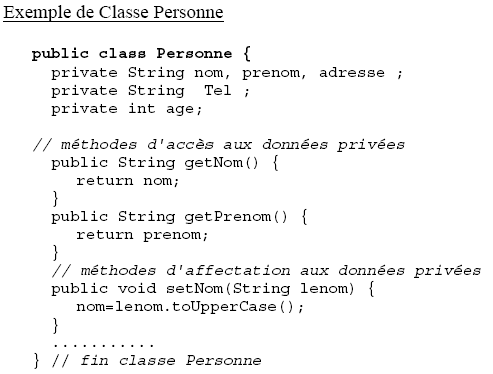 Exemple de Classe Personne
public class Personne {
private String nom, prenom, adresse ;
private String Tel ;
private int age;
// méthodes d'accès aux données privées
public String getNom() {
return nom;
}
public String getPrenom() {
return prenom;
}
// méthodes d'affectation aux données privées
public void setNom(String lenom) {
nom=lenom.toUpperCase();
}
...........
} // fin classe Personne